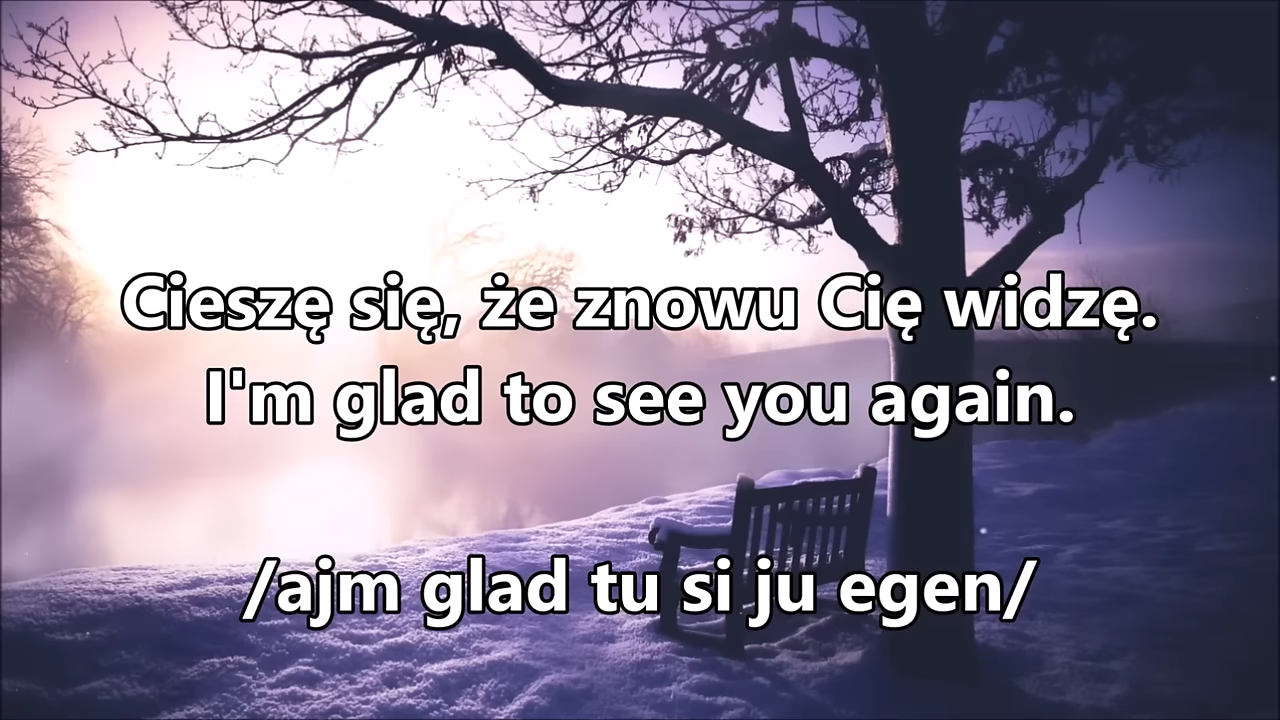 Cieszę się, że znowu Cię widzę.
I'm glad to see you again.
/ajm glad tu si ju egen/